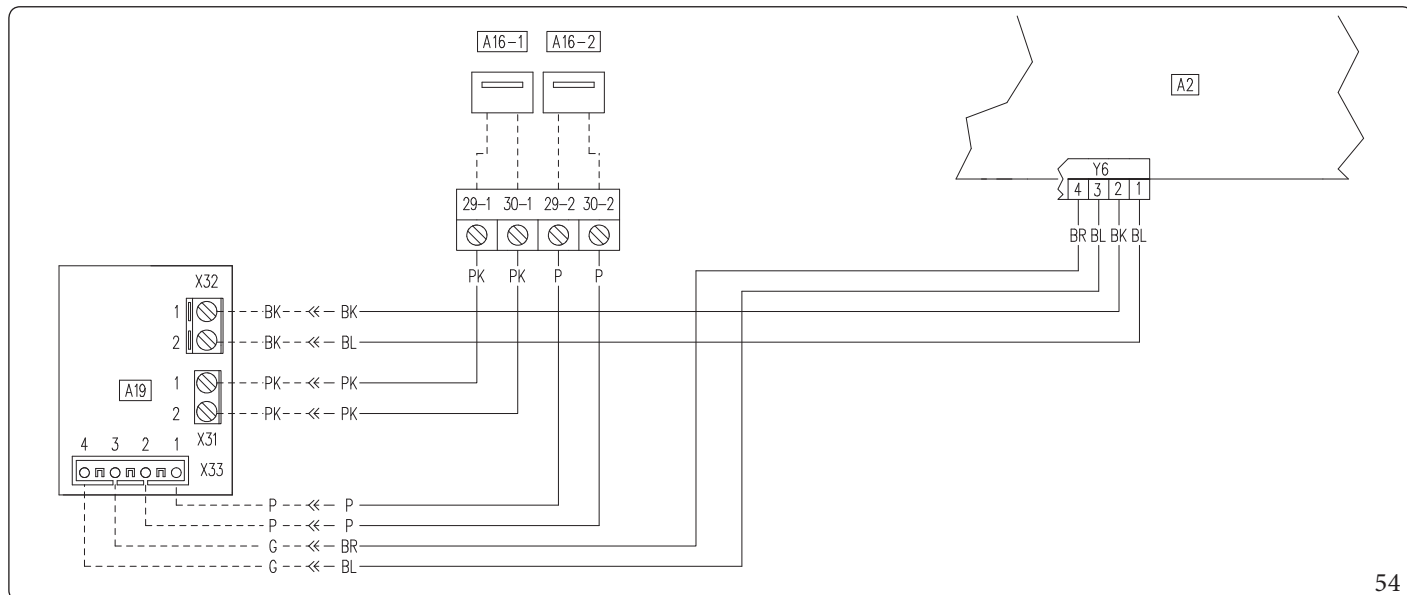 A16-1 A16-2
A2
Y6
4 3 2 1
BR BL BK BL
29-1 30-1 29-2 30-2
PK PK P P
X32
1 BK BK
2 BK BL
A19
1 PK PK
2 PK PK
X31
4 3 2 1
X33
P P
P P
G BR
G BL
54